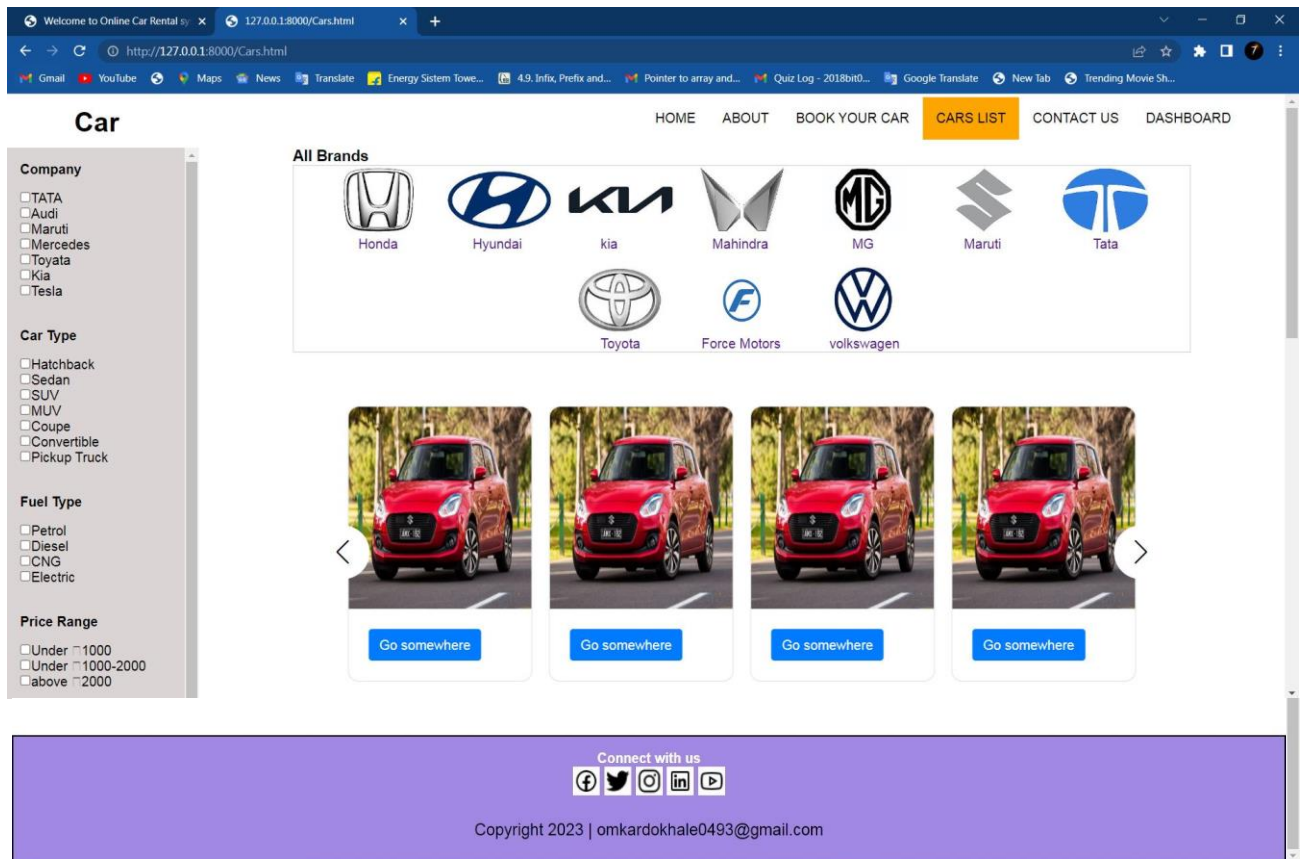 Welcome to Online Car Rental sy
127.0.0.1:8000/Cars.html
http://127.0.0.1:8000/Cars.html
Gmail YouTube Maps News Translate Energy Sistem Towe... 4.9. Infix, Prefix and... Pointer to array and... Quiz Log - 2018bit0... Google Translate New Tab Trending Movie Sh...
Car
HOME ABOUT BOOK YOUR CAR CARS LIST CONTACT US DASHBOARD
Company
TATA
Audi
Maruti
Mercedes
Toyata
Kia
Tesla
Car Type
Hatchback
Sedan
SUV
MUV
Coupe
Convertible
Pickup Truck
Fuel Type
Petrol
Diesel
CNG
Electric
Price Range
Under □1000
Under □1000-2000
above □2000
All Brands
Honda Hyundai kia Mahindra MG Maruti Tata
Toyota Force Motors volkswagen
Go somewhere Go somewhere Go somewhere Go somewhere
Connect with us
Copyright 2023 | omkardokhale0493@gmail.com